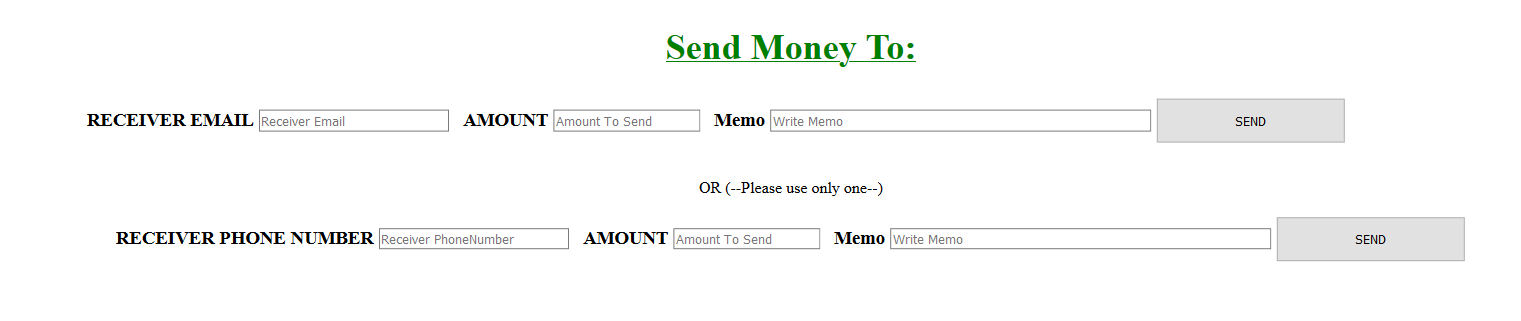 Send Money To:
RECEIVER EMAIL Receiver Email AMOUNT Amount To Send Memo Write Memo SEND
OR (--Please use only one--)
RECEIVER PHONE NUMBER Receiver PhoneNumber AMOUNT Amount To Send Memo Write Memo SEND